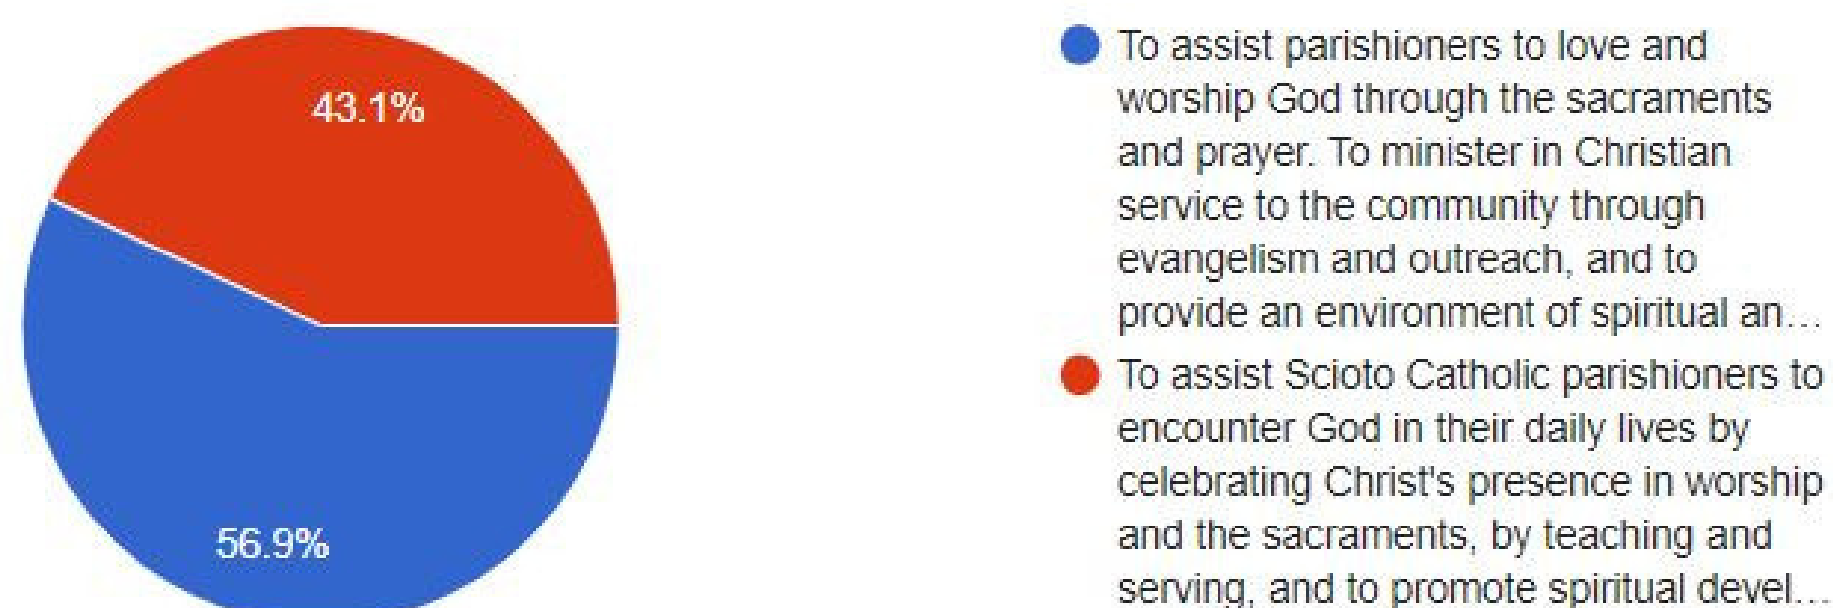 43.1%
56.9%
To assist parishioners to love and
worship God through the sacraments
and prayer. To minister in Christian
service to the community through
evangelism and outreach, and to
provide an environment of spiritual an...
To assist Scioto Catholic parishioners to
encounter God in their daily lives by
celebrating Christ's presence in worship
and the sacraments, by teaching and
serving, and to promote spiritual devel...